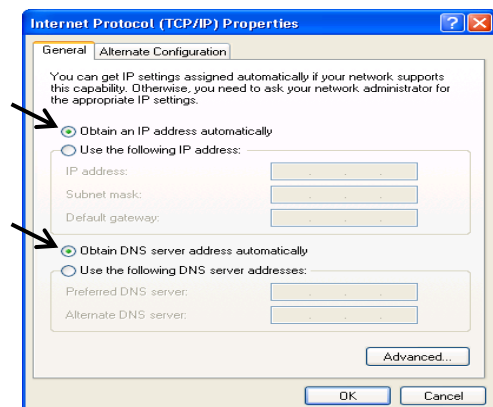 Internet Protocol (TCP/IP) Properties
General
Alternate Configuration
You can get IP settings assigned automatically if your network supports
this capability. Otherwise, you need to ask your network administrator for
the appropriate IP settings.
Obtain an IP address automatically
Use the following IP address:
IP address:
Subnet mask:
Default gateway:
Obtain DNS server address automatically
Use the following DNS server addresses:
Preferred DNS server:
Alternate DNS server:
Advanced...
OK
Cancel